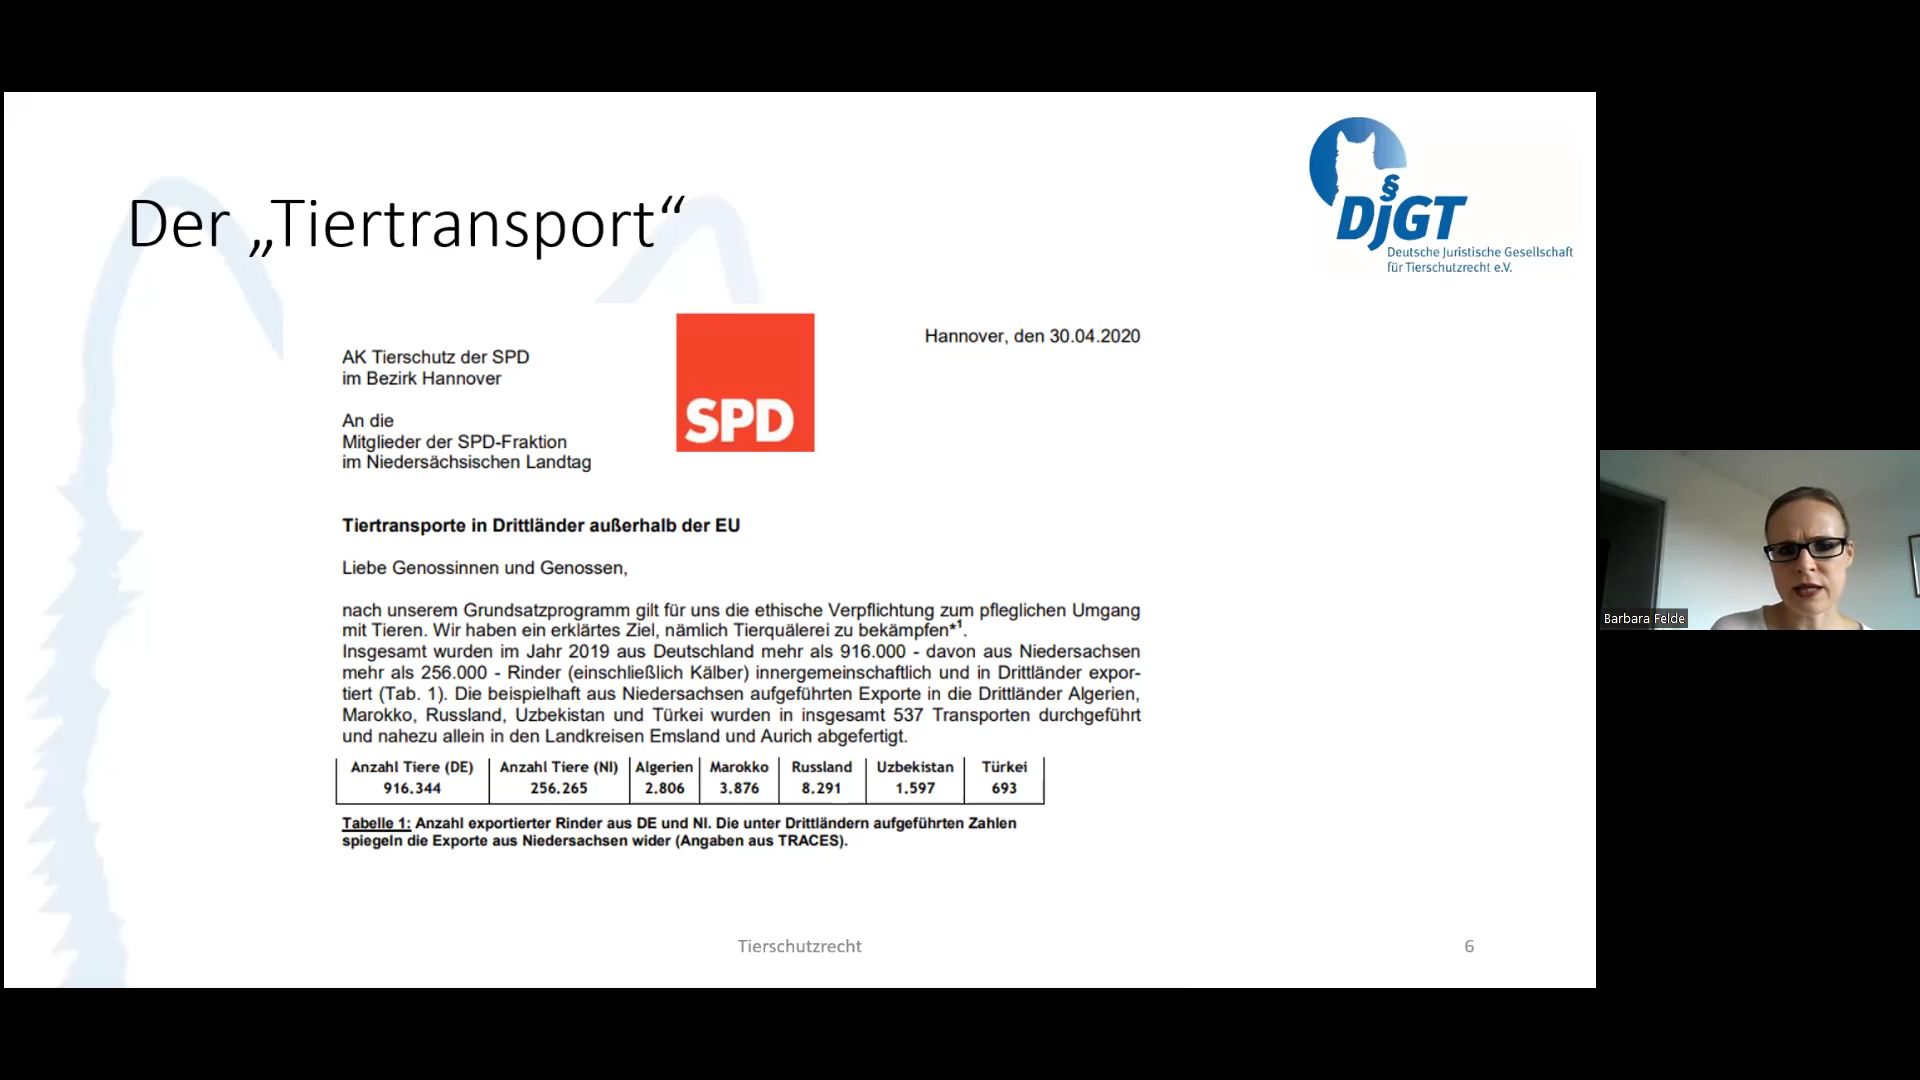 Der „Tiertransport“
§
DJGT
Deutsche Juristische Gesellschaft
für Tierschutzrecht e.V.
Hannover, den 30.04.2020
AK Tierschutz der SPD
im Bezirk Hannover
SPD
An die
Mitglieder der SPD-Fraktion
im Niedersächsischen Landtag
Tiertransporte in Drittländer außerhalb der EU
Liebe Genossinnen und Genossen,
nach unserem Grundsatzprogramm gilt für uns die ethische Verpflichtung zum pfleglichen Umgang
mit Tieren. Wir haben ein erklärtes Ziel, nämlich Tierquälerei zu bekämpfen*¹.
Insgesamt wurden im Jahr 2019 aus Deutschland mehr als 916.000 - davon aus Niedersachsen
mehr als 256.000 - Rinder (einschließlich Kälber) innergemeinschaftlich und in Drittländer expor-
tiert (Tab. 1). Die beispielhaft aus Niedersachsen aufgeführten Exporte in die Drittländer Algerien,
Marokko, Russland, Uzbekistan und Türkei wurden in insgesamt 537 Transporten durchgeführt
und nahezu allein in den Landkreisen Emsland und Aurich abgefertigt.
Anzahl Tiere (DE) Anzahl Tiere (NI) Algerien Marokko Russland Uzbekistan Türkei
916.344 256.265 2.806 3.876 8.291 1.597 693
Tabelle 1: Anzahl exportierter Rinder aus DE und NI. Die unter Drittländern aufgeführten Zahlen
spiegeln die Exporte aus Niedersachsen wider (Angaben aus TRACES).
Tierschutzrecht
6
Barbara Felde